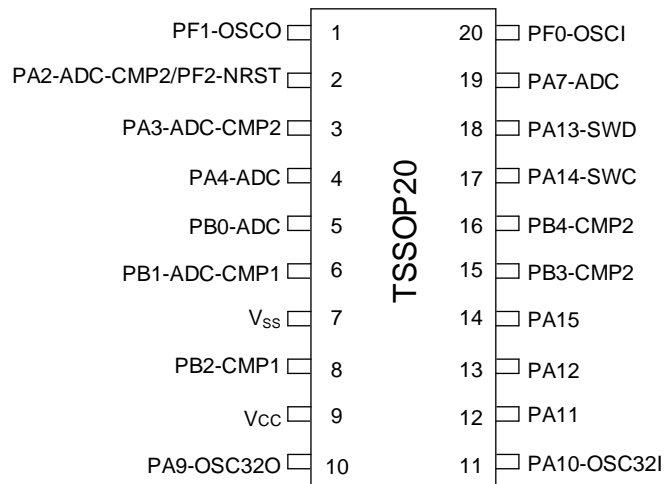 PF1-OSCO 1 20 PF0-OSCI
PA2-ADC-CMP2/PF2-NRST 2 19 PA7-ADC
PA3-ADC-CMP2 3 18 PA13-SWD
PA4-ADC 4 17 PA14-SWC
PB0-ADC 5 16 PB4-CMP2
PB1-ADC-CMP1 6 15 PB3-CMP2
VSS 7 14 PA15
PB2-CMP1 8 13 PA12
VCC 9 12 PA11
PA9-OSC32O 10 11 PA10-OSC32I
TSSOP20